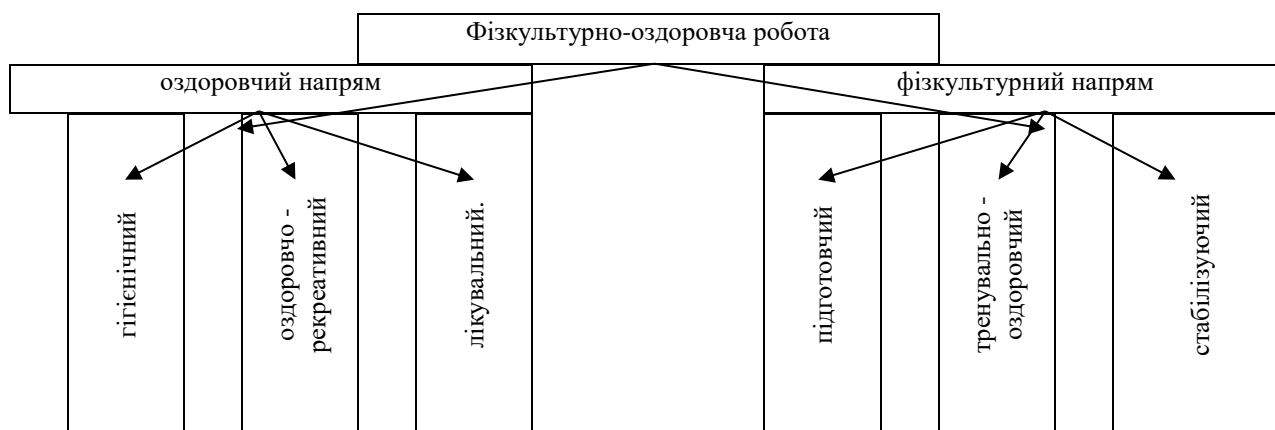 Фізкультурно-оздоровча робота
оздоровчий напрям
фізкультурний напрям
гігієнічний
оздоровчо -
рекреативний
лікувальний.
підготовчий
тренувально -
оздоровчий
стабілізуючий